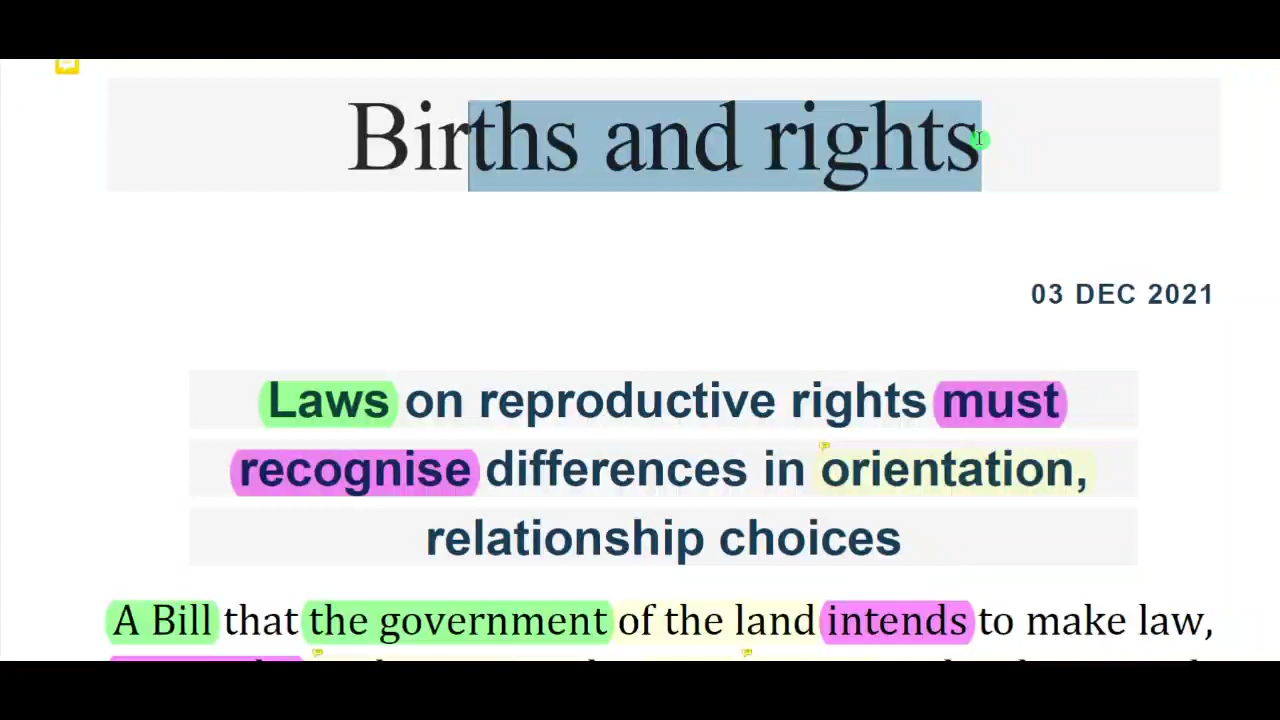 Births and rights
03 DEC 2021
Laws on reproductive rights must
recognise differences in orientation,
relationship choices
A Bill that the government of the land intends to make law,